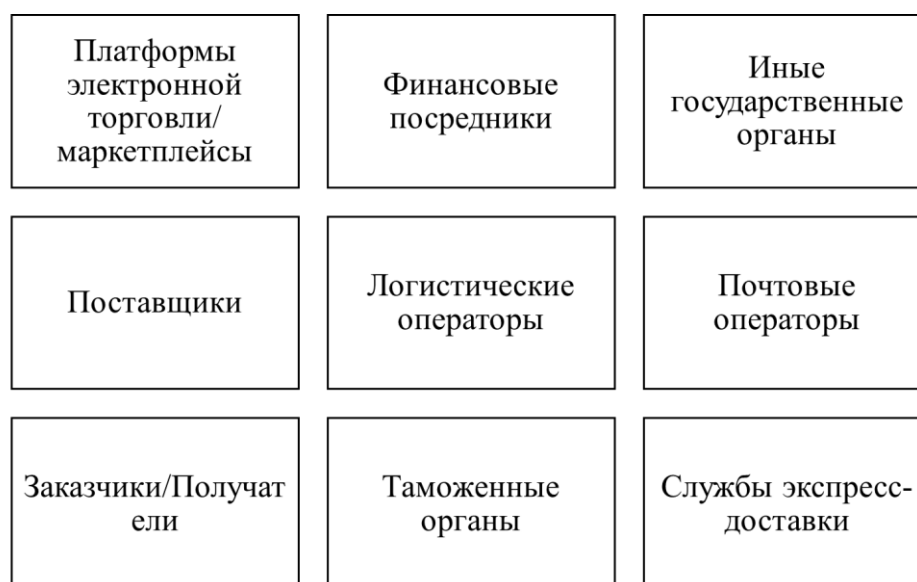 Платформы
электронной
торговли/
маркетплейсы
Финансовые
посредники
Иные
государственные
органы
Поставщики
Логистические
операторы
Почтовые
операторы
Заказчики/Получат
ели
Таможенные
органы
Службы экспресс-
доставки